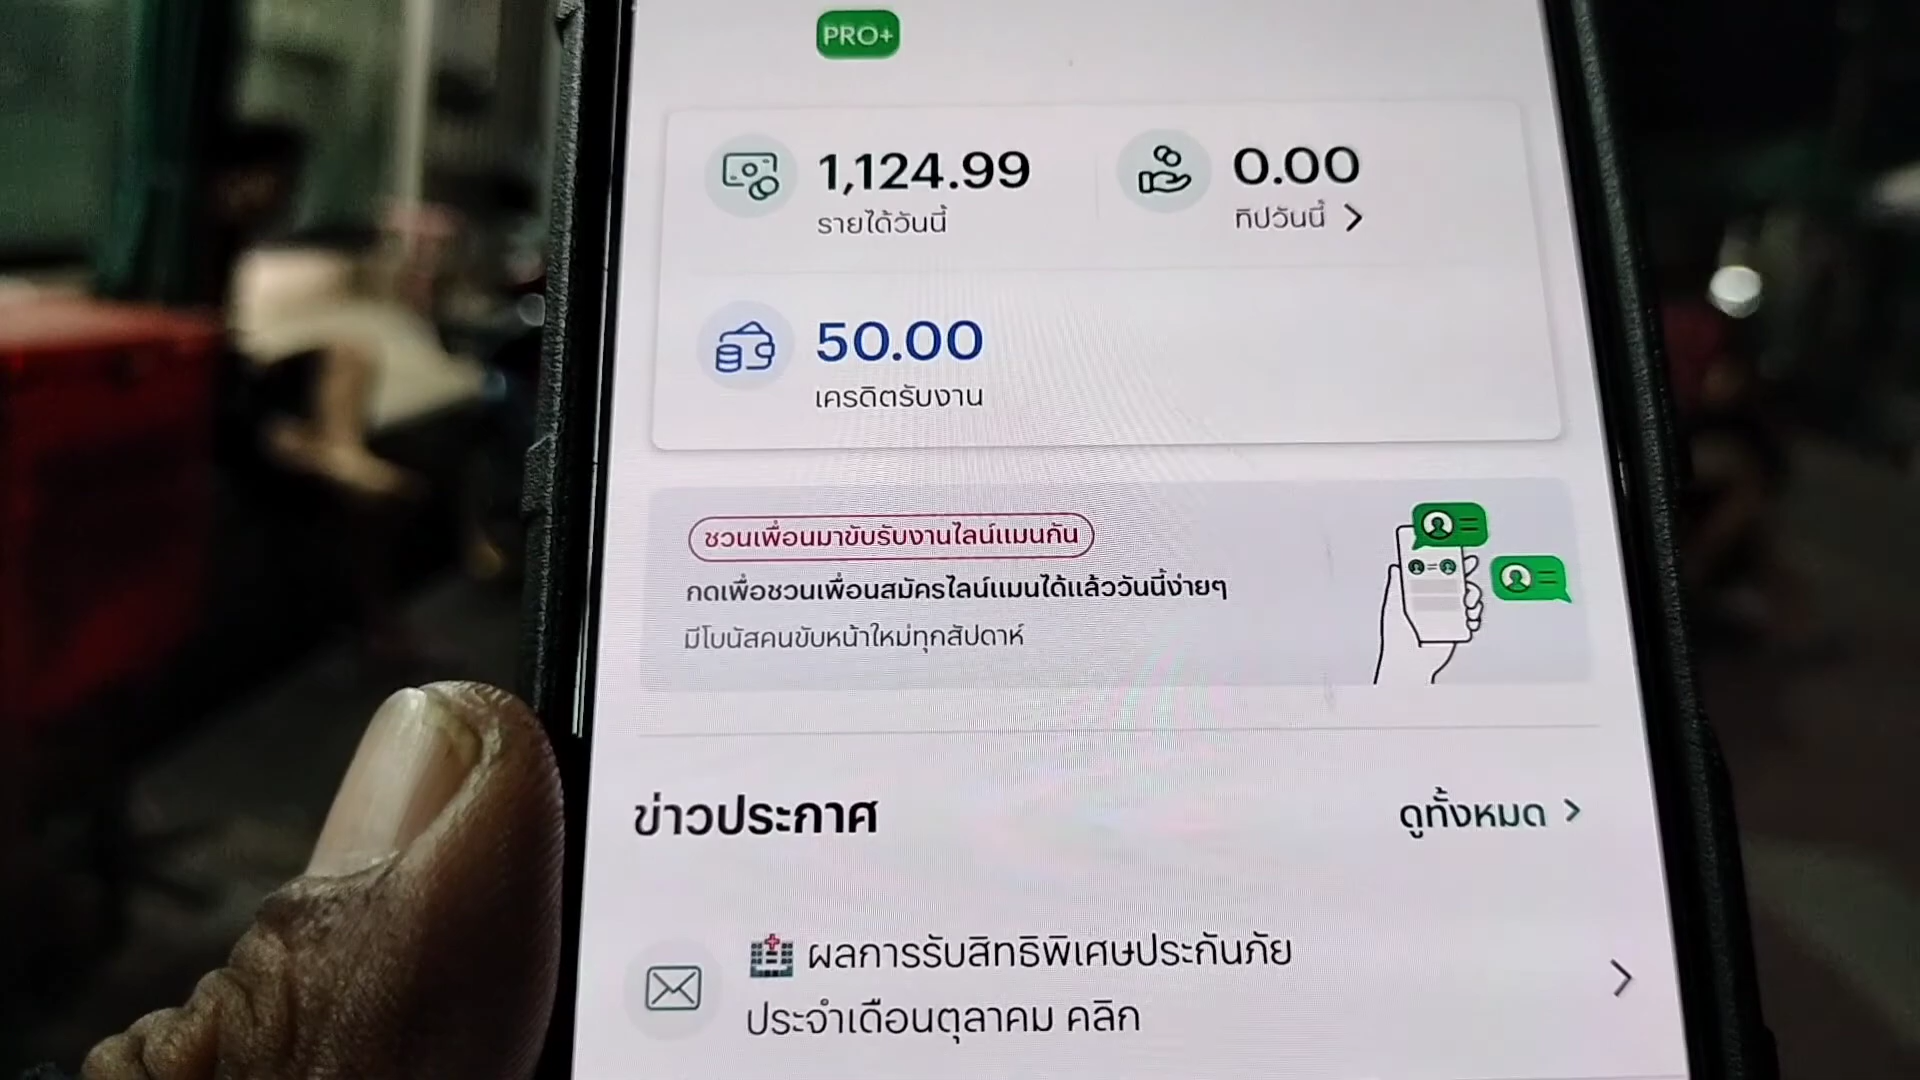 PRO+
1,124.99
รายได้วันนี้
0.00
ทิปวันนี้
50.00
เครดิตรับงาน
ชวนเพื่อนมาขับรับงานไลน์แมนกัน
กดเพื่อชวนเพื่อนสมัครไลน์แมนได้แล้ววันนี้ง่ายๆ
มีโบนัสคนขับหน้าใหม่ทุกสัปดาห์
ข่าวประกาศ
ดูทั้งหมด
ผลการรับสิทธิพิเศษประกันภัย
ประจำเดือนตุลาคม คลิก